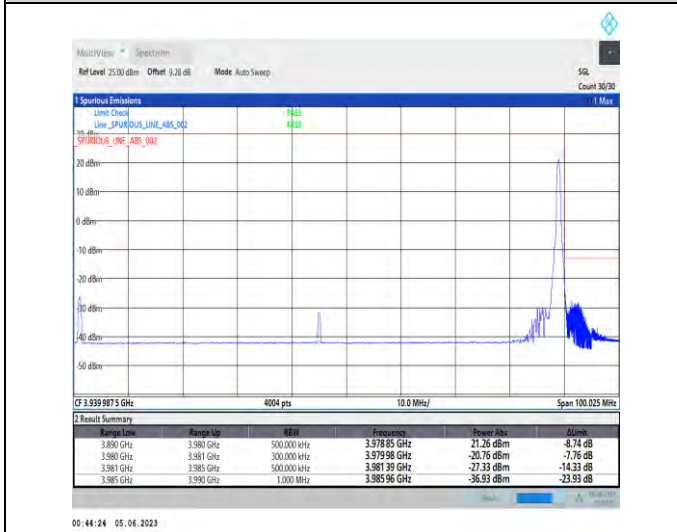 MultiView Spectrum
Ref Level 25.00 dBm Offset 9.28 dB Mode Auto Sweep SGL
Count 30/30
1 Spurious Emissions 1 Max
Limit Check PASS
Line _SPURIOUS_LINE_ABS_002 PASS
_SPURIOUS_LINE_ABS_002
20 dBm
10 dBm
0 dBm
-10 dBm
-20 dBm
-30 dBm
-40 dBm
-50 dBm
CF 3.939 987 5 GHz 4004 pts 10.0 MHz/ Span 100.025 MHz
2 Result Summary
Range Low Range Up RBW Frequency Power Abs ΔLimit
3.890 GHz 3.980 GHz 500.000 kHz 3.978 85 GHz 21.26 dBm -8.74 dB
3.980 GHz 3.981 GHz 300.000 kHz 3.979 98 GHz -20.76 dBm -7.76 dB
3.981 GHz 3.985 GHz 500.000 kHz 3.981 39 GHz -27.33 dBm -14.33 dB
3.985 GHz 3.990 GHz 1.000 MHz 3.985 96 GHz -36.93 dBm -23.93 dB
00:44:24 05.06.2023